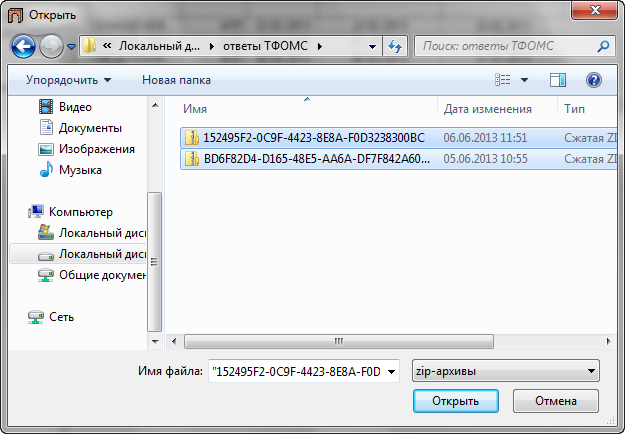 Открыть
« Локальный д... ▸ ответы ТФОМС ▸
Поиск: ответы ТФОМС
Упорядочить Новая папка
Имя Дата изменения Тип
Видео
Документы
Изображения
Музыка
Компьютер
Локальный дис
Локальный дис
Общие докумен
Сеть
152495F2-0C9F-4423-8E8A-F0D3238300BC 06.06.2013 11:51 Сжатая ZI
BD6F82D4-D165-48E5-AA6A-DF7F842A60... 05.06.2013 10:55 Сжатая ZI
Имя файла: "152495F2-0C9F-4423-8E8A-F0D zip-архивы
Открыть Отмена